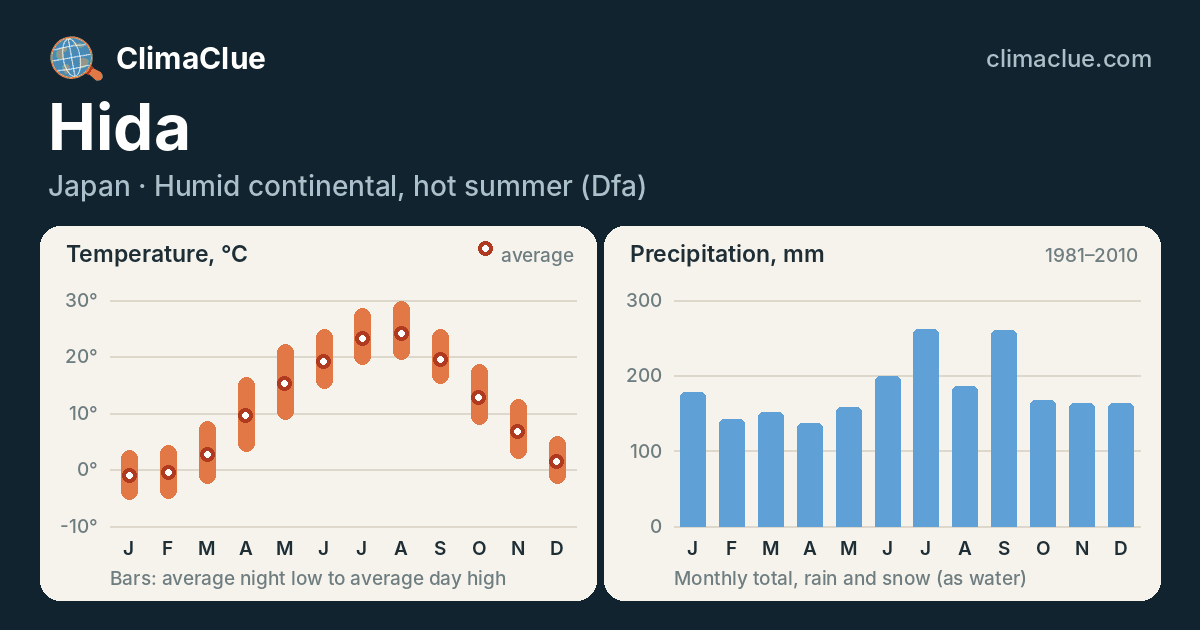 ClimaClue
climaclue.com
Hida
Japan · Humid continental, hot summer (Dfa)
Temperature, °C
average
30°
20°
10°
0°
-10°
J F M A M J J A S O N D
Bars: average night low to average day high
Precipitation, mm
1981–2010
300
200
100
0
J F M A M J J A S O N D
Monthly total, rain and snow (as water)